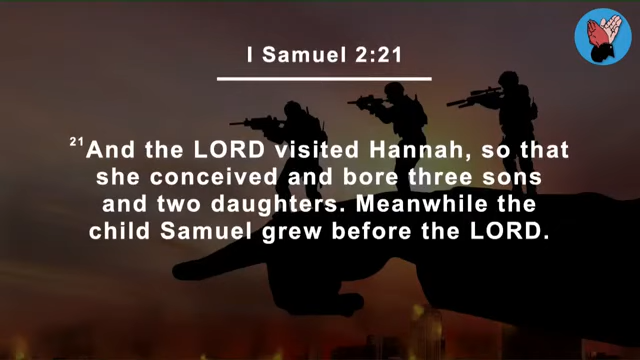 I Samuel 2:21
21And the LORD visited Hannah, so that
she conceived and bore three sons
and two daughters. Meanwhile the
child Samuel grew before the LORD.